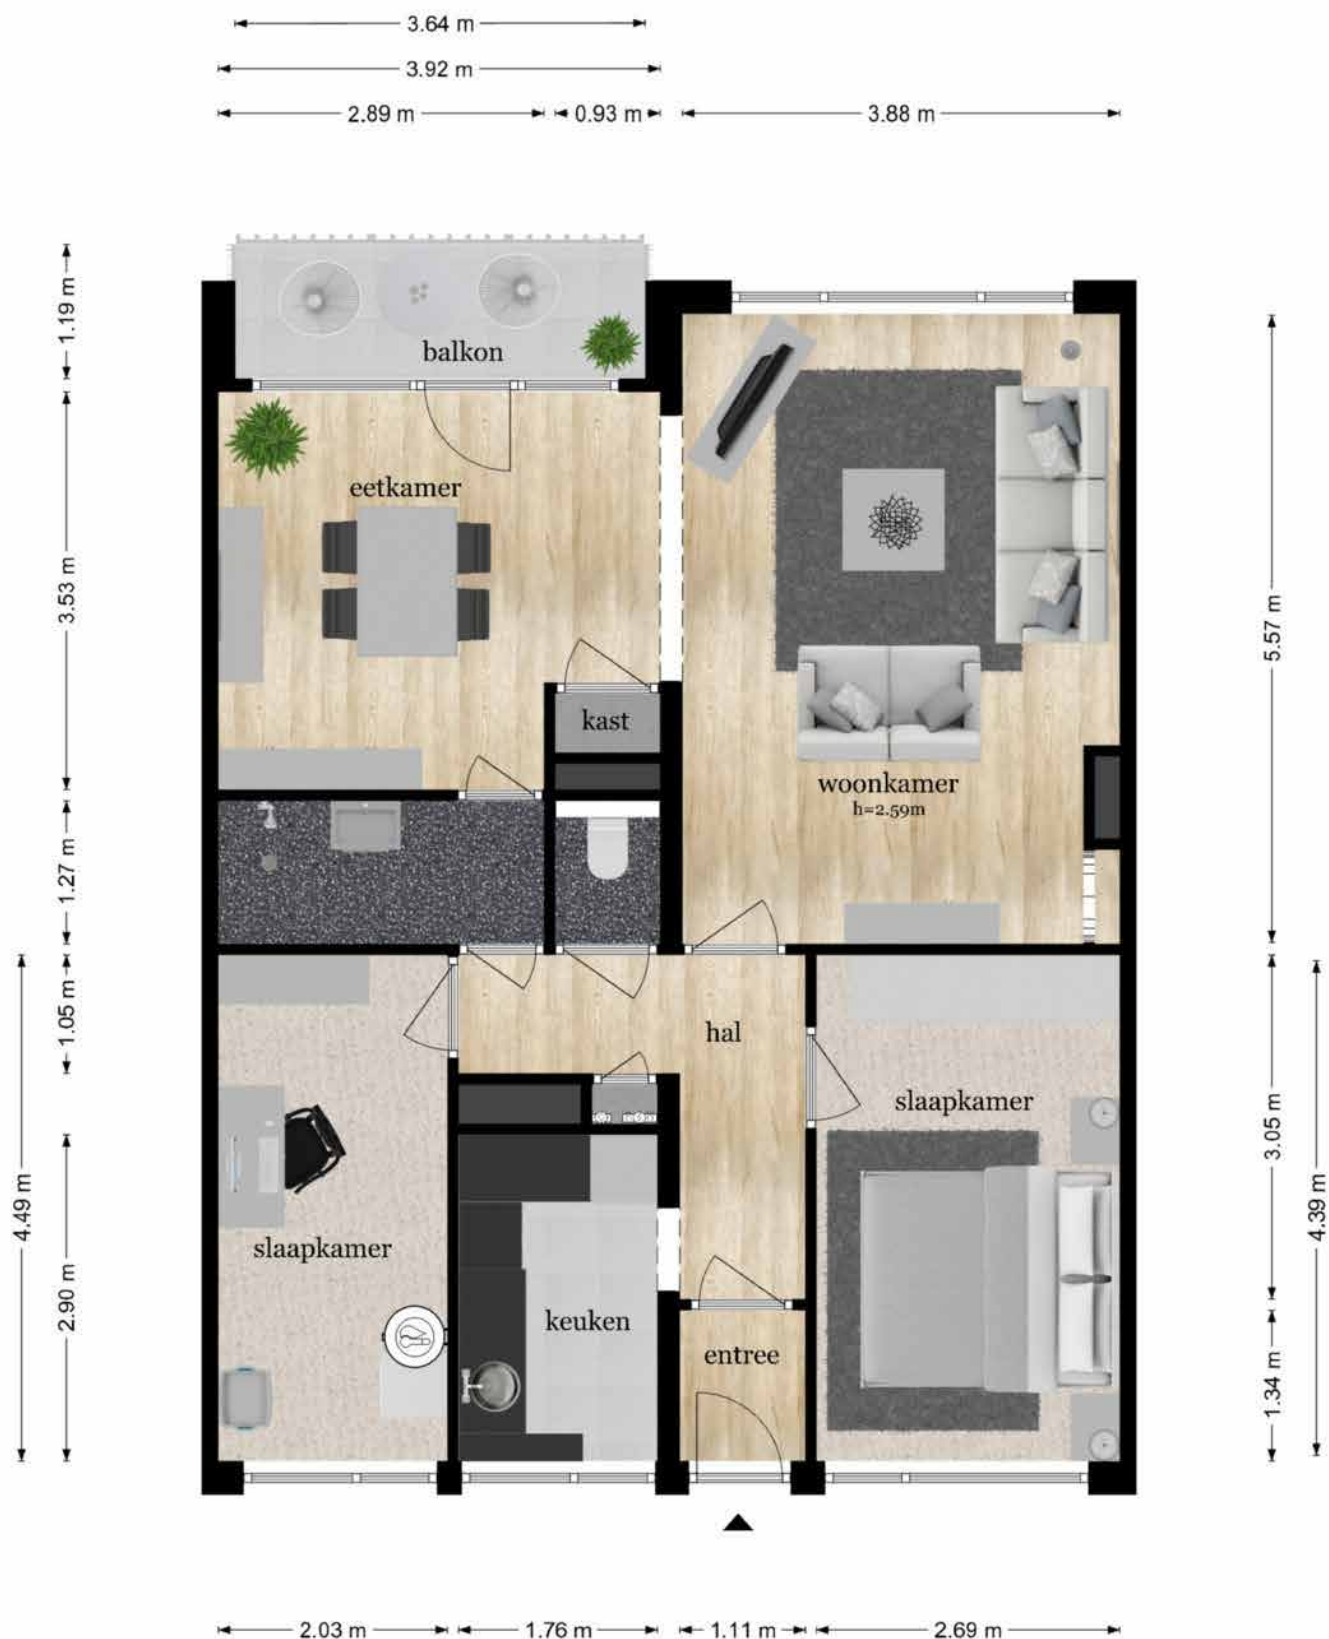 3.64 m
3.92 m
2.89 m
0.93 m
3.88 m
1.19 m
balkon
eetkamer
3.53 m
5.57 m
kast
woonkamer
h=2.59m
1.27 m
1.05 m
hal
slaapkamer
3.05 m
4.49 m
4.39 m
slaapkamer
2.90 m
keuken
entree
1.34 m
2.03 m
1.76 m
1.11 m
2.69 m